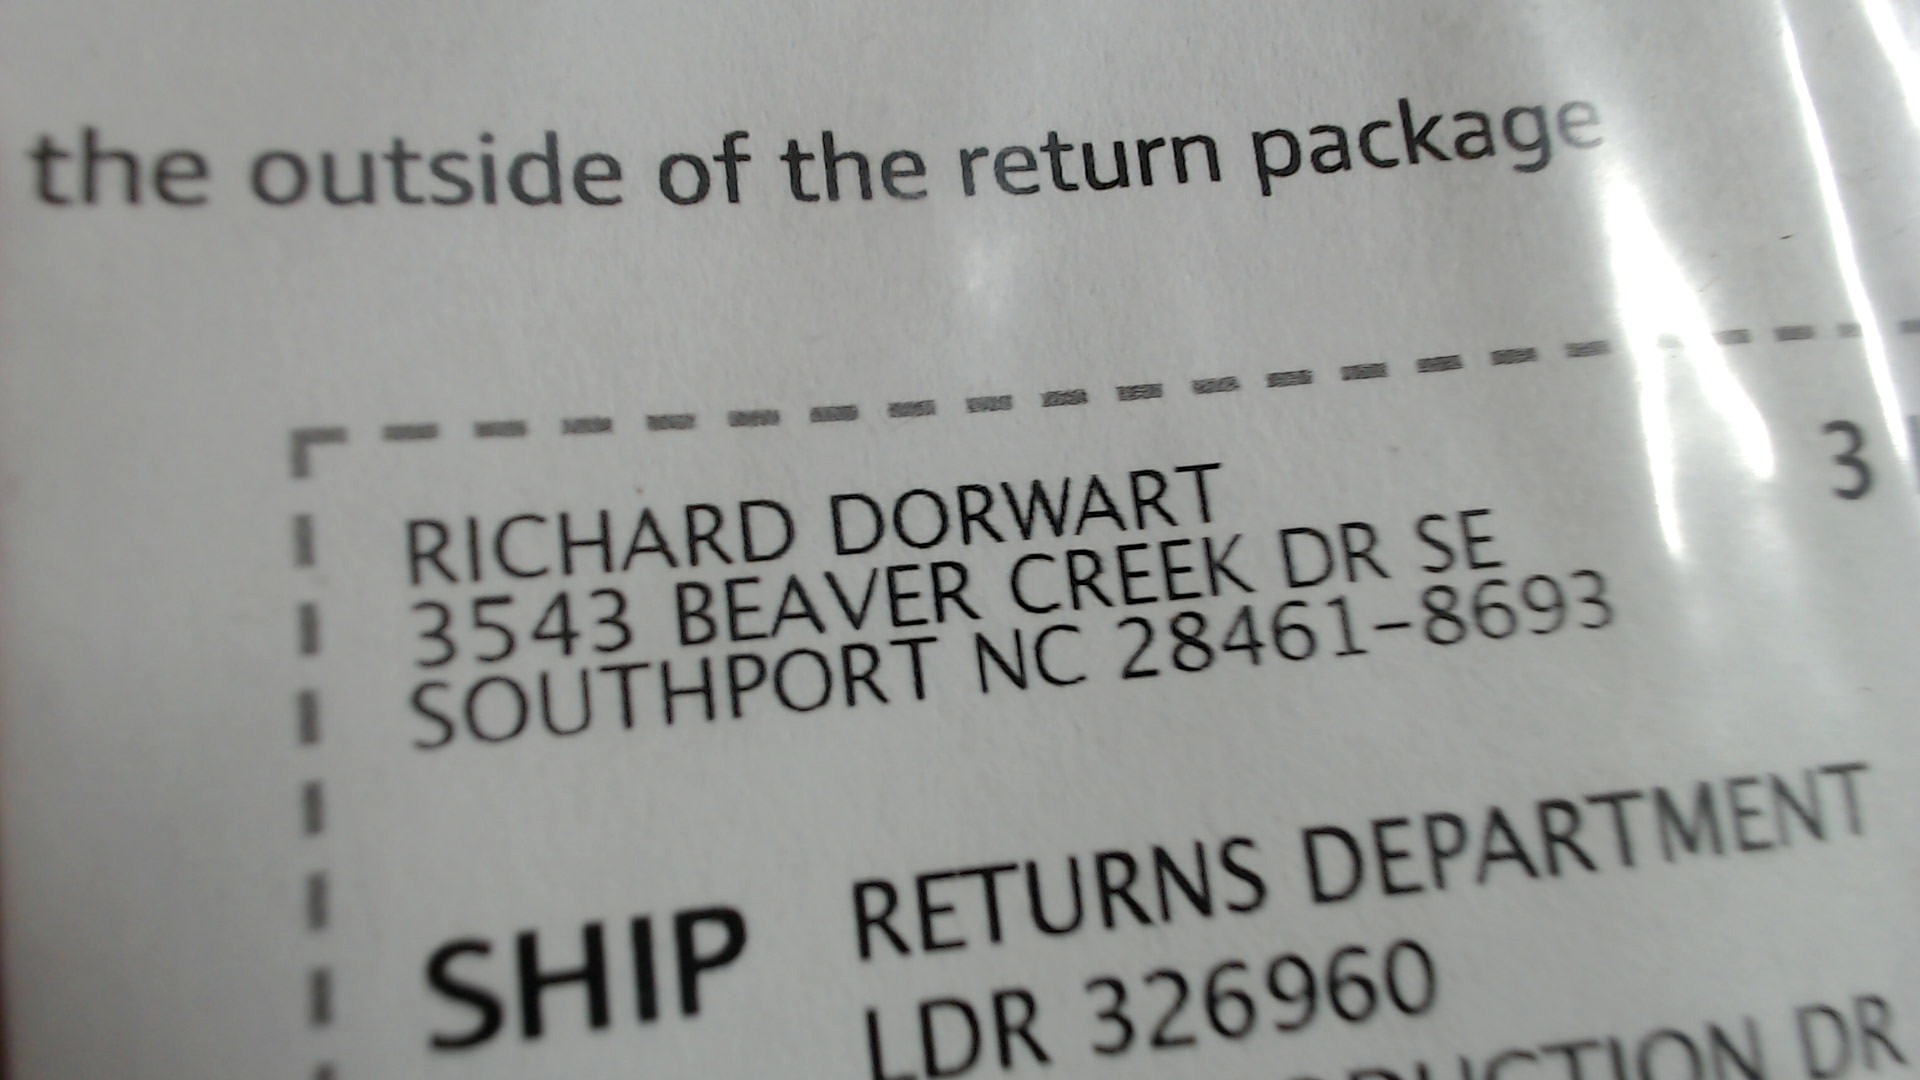 the outside of the return package
3
RICHARD DORWART
3543 BEAVER CREEK DR SE
SOUTHPORT NC 28461-8693
SHIP
RETURNS DEPARTMENT
LDR 326960
DR